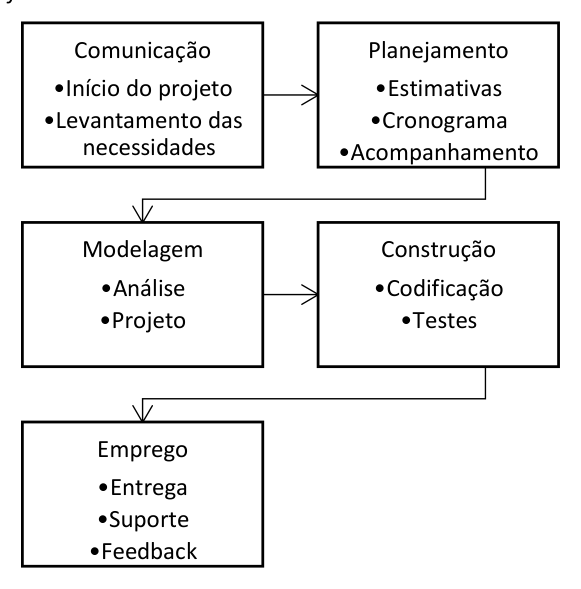 Comunicação
•Início do projeto
•Levantamento das
necessidades
Planejamento
•Estimativas
•Cronograma
•Acompanhamento
Modelagem
•Análise
•Projeto
Construção
•Codificação
•Testes
Emprego
•Entrega
•Suporte
•Feedback